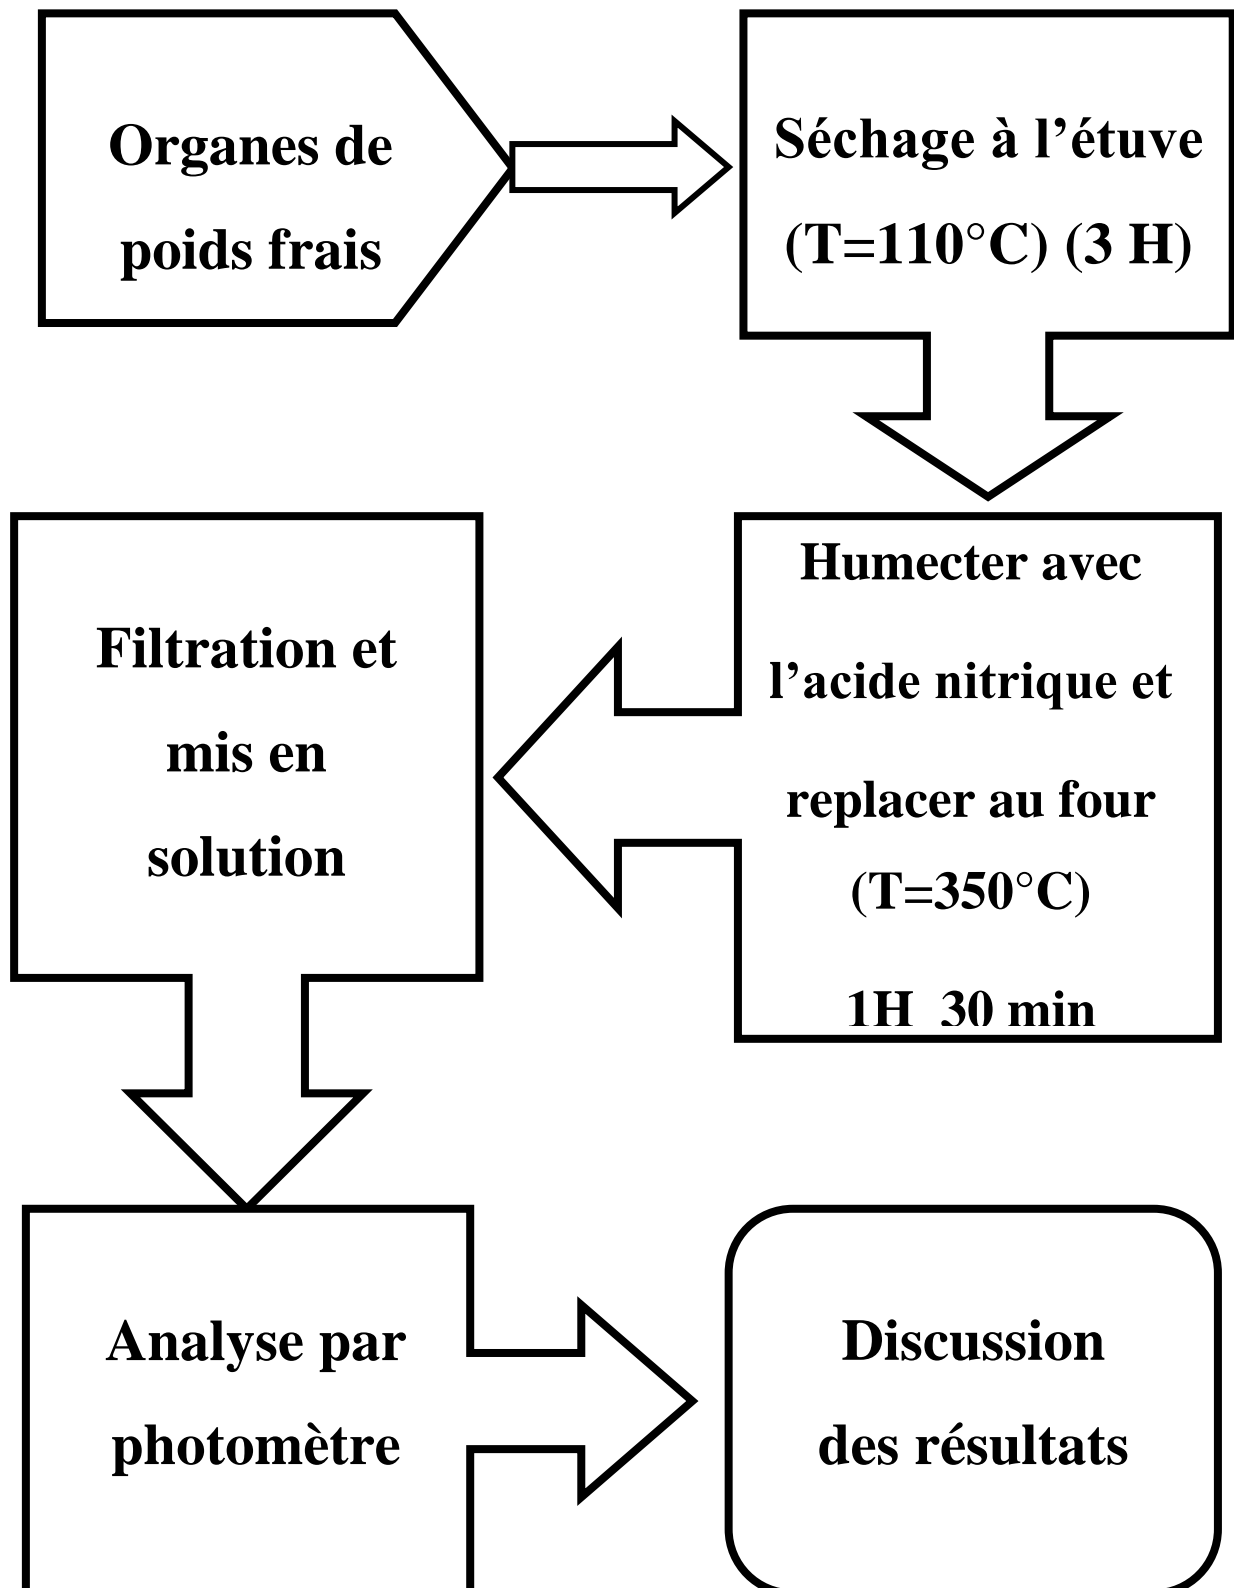 Organes de
poids frais
Séchage à l’étuve
(T=110°C) (3 H)
Humecter avec
l’acide nitrique et
replacer au four
(T=350°C)
1H 30 min
Filtration et
mis en
solution
Analyse par
photomètre
Discussion
des résultats